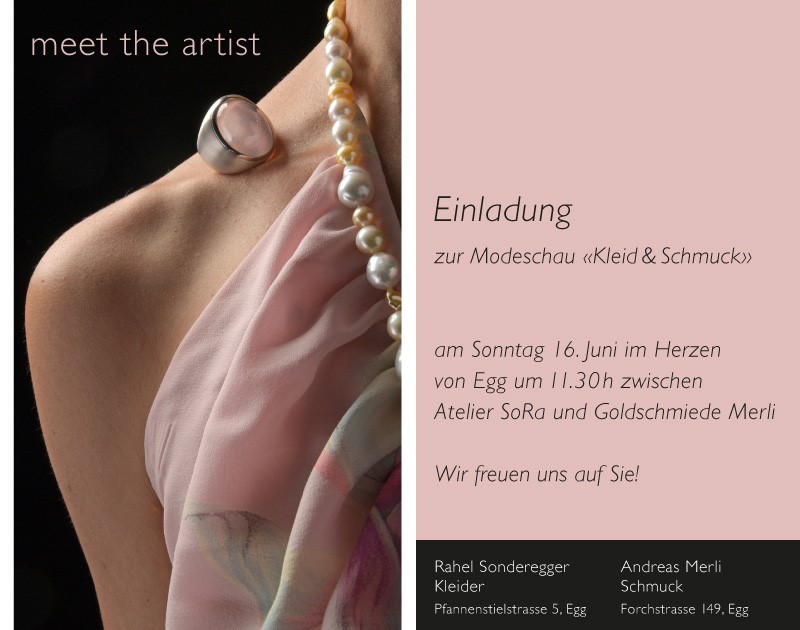 meet the artist
Einladung
zur Modeschau «Kleid & Schmuck»
am Sonntag 16. Juni im Herzen
von Egg um 11.30h zwischen
Atelier SoRa und Goldschmiede Merli
Wir freuen uns auf Sie!
Rahel Sonderegger
Kleider
Pfannenstielstrasse 5, Egg
Andreas Merli
Schmuck
Forchstrasse 149, Egg